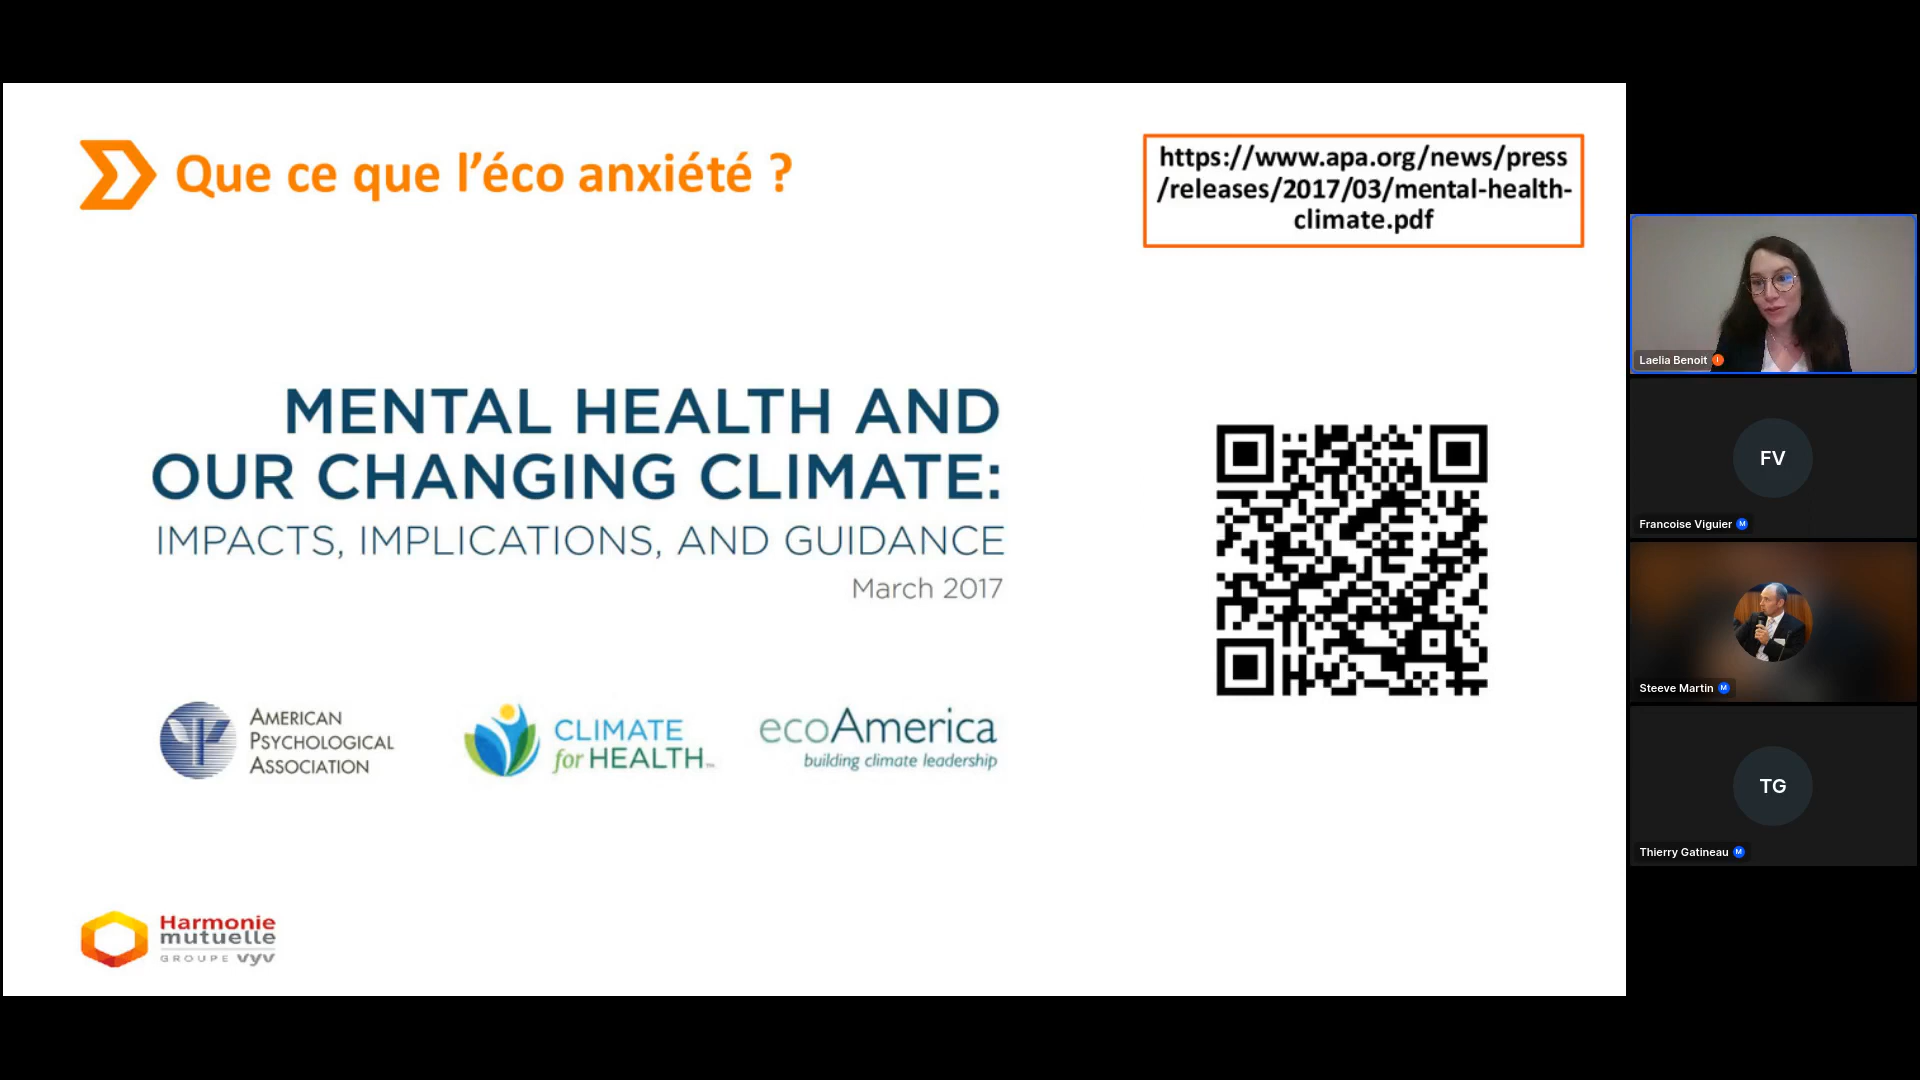 Que ce que l'éco anxiété ?
https://www.apa.org/news/press
/releases/2017/03/mental-health-
climate.pdf
MENTAL HEALTH AND
OUR CHANGING CLIMATE:
IMPACTS, IMPLICATIONS, AND GUIDANCE
March 2017
AMERICAN
PSYCHOLOGICAL
ASSOCIATION
CLIMATE
for HEALTH™
ecoAmerica
building climate leadership
Harmonie
mutuelle
GROUPE vyv
Laelia Benoit
FV
Francoise Viguier M
Steeve Martin M
TG
Thierry Gatineau M